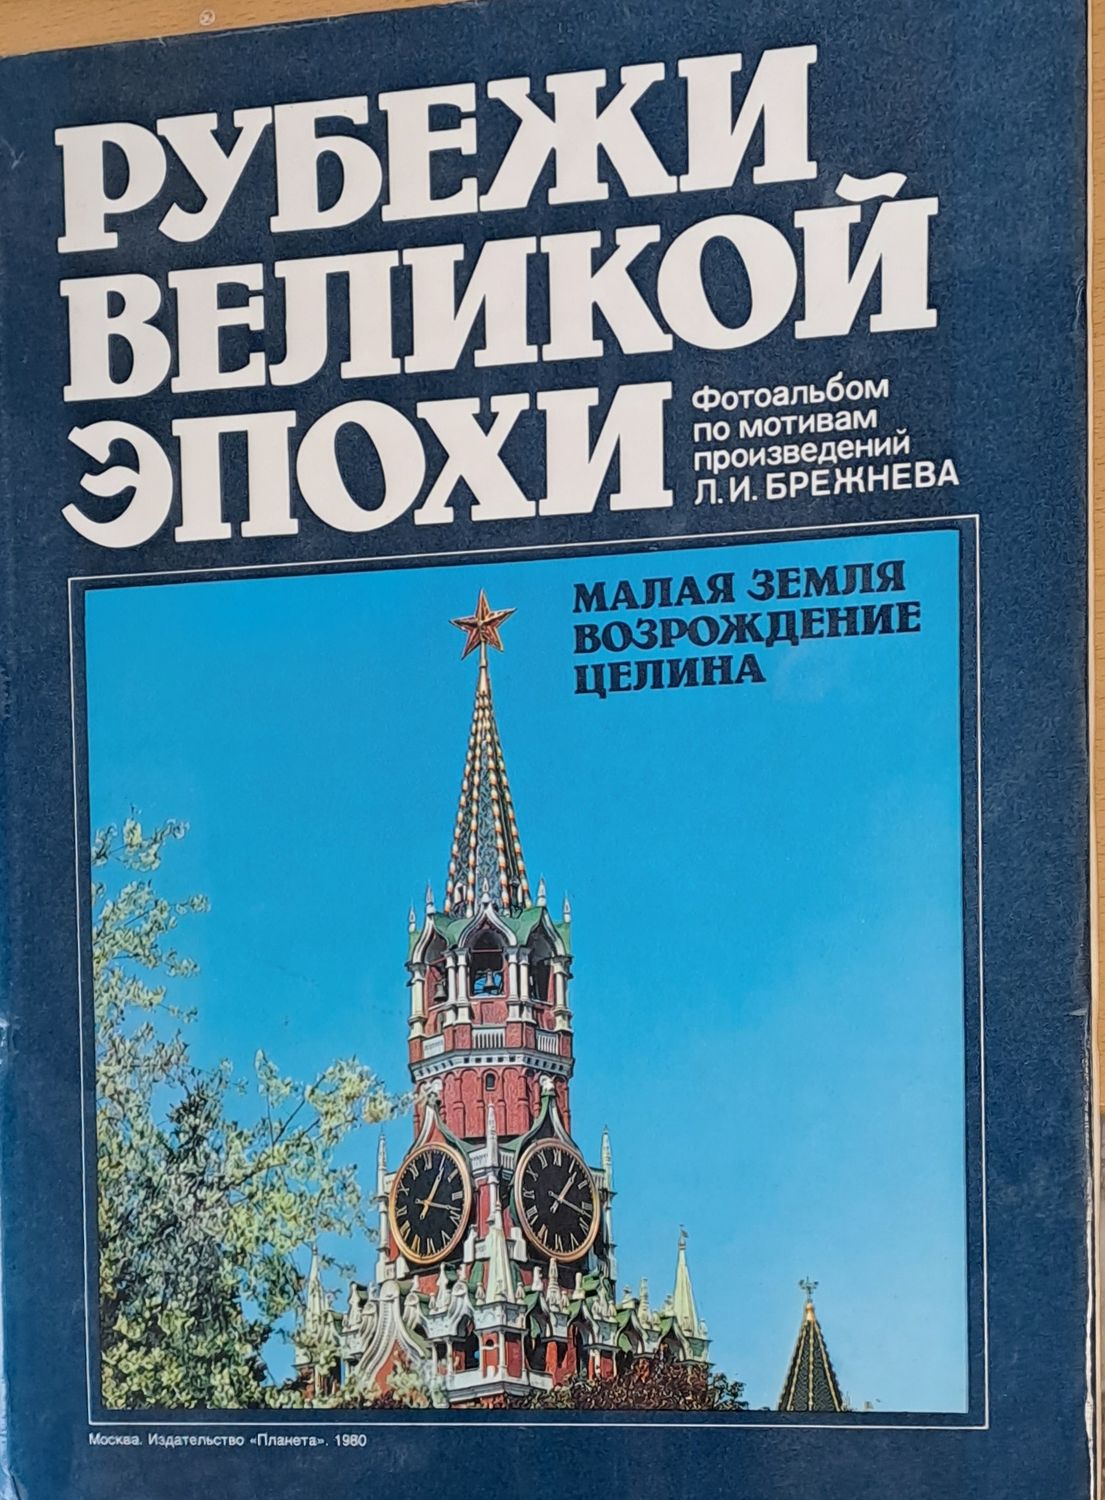 РУБЕЖИ
ВЕЛИКОЙ
ЭПОХИ
Фотоальбом
по мотивам
произведений
Л.И.БРЕЖНЕВА
МАЛАЯ ЗЕМЛЯ
ВОЗРОЖДЕНИЕ
ЦЕЛИНА
Москва. Издательство «Планета». 1980